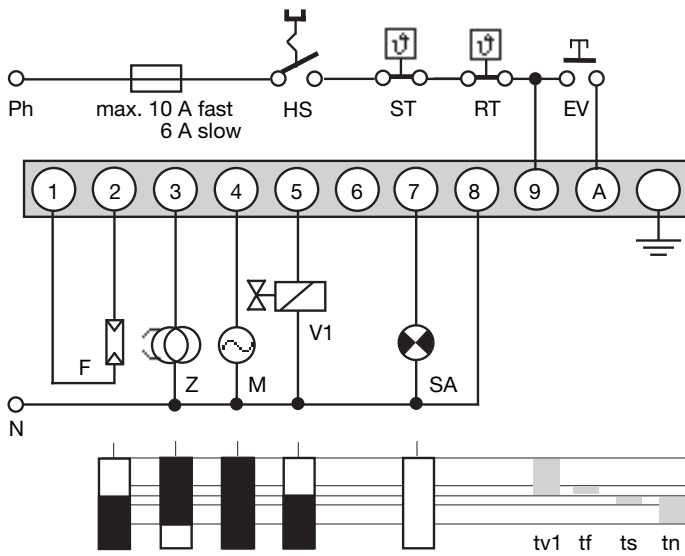 Ph
max. 10 A fast
6 A slow
HS
ϑ
ST
ϑ
RT
EV
1 2 3 4 5 6 7 8 9 A
F
Z
M
V1
SA
N
tv1 tf ts tn